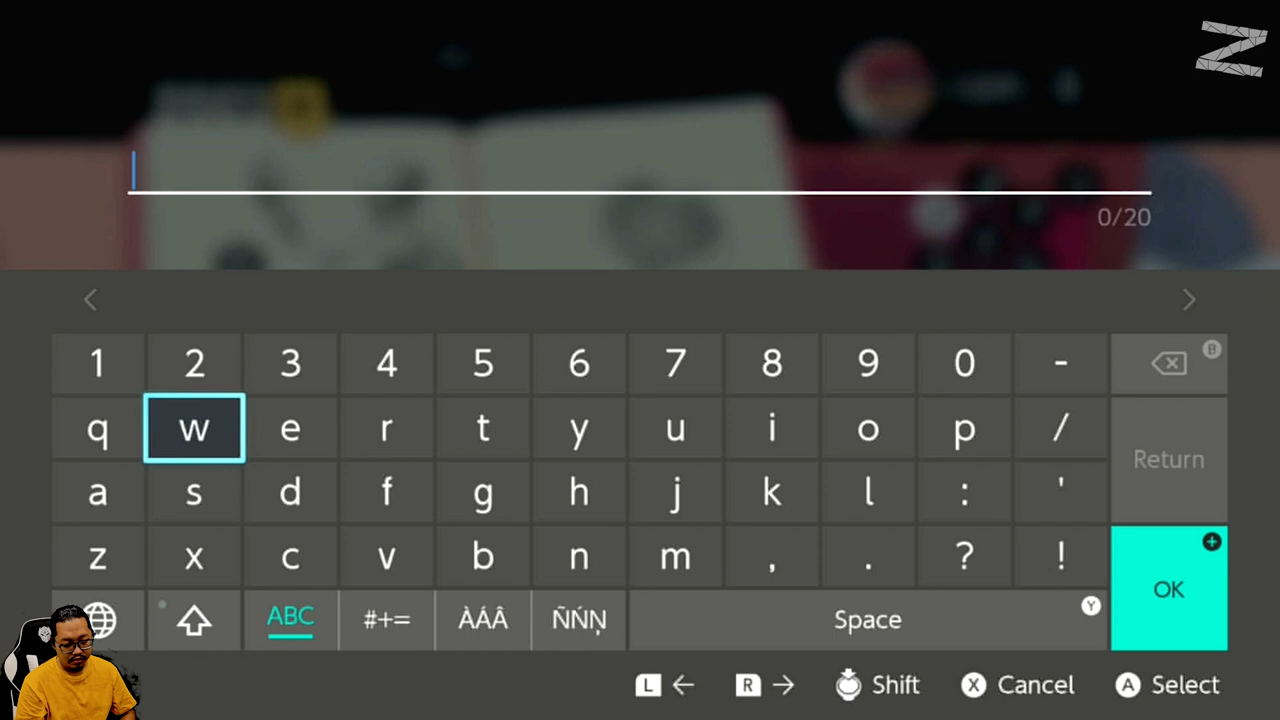 Z
0/20
< >
1 2 3 4 5 6 7 8 9 0 - B
q w e r t y u i o p / Return
a s d f g h j k l : '
z x c v b n m , . ? ! + OK
ABC #+= ÀÁÂ ÑŃŅ Space Y
L ← R → Shift X Cancel A Select